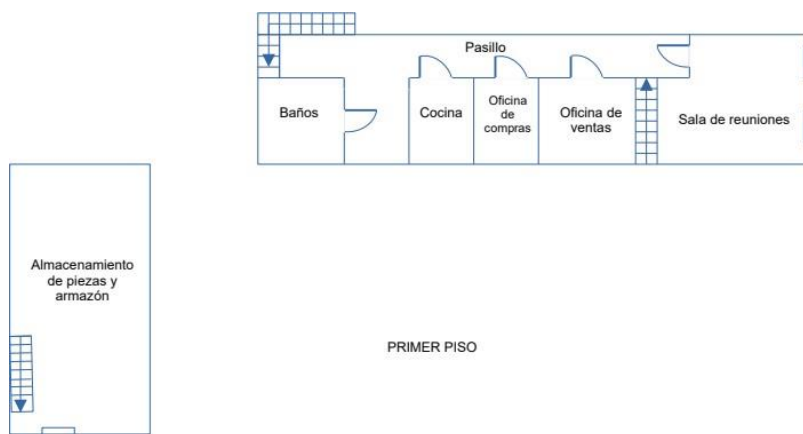 Pasillo
Baños
Cocina
Oficina
de
compras
Oficina de
ventas
Sala de reuniones
Almacenamiento
de piezas y
armazón
PRIMER PISO